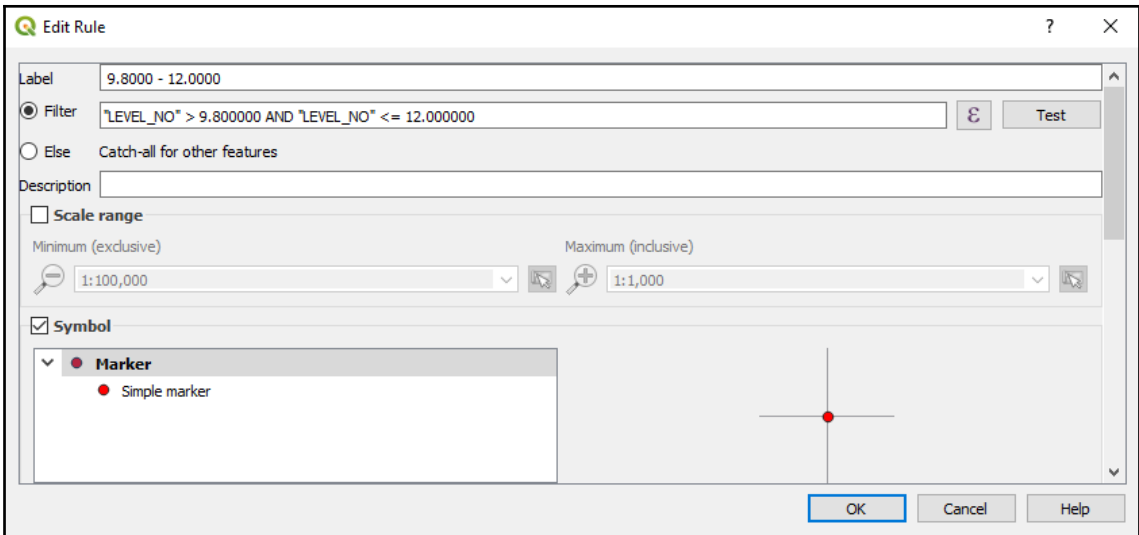 Edit Rule ? X
Label 9.8000 - 12.0000
Filter "LEVEL_NO" > 9.800000 AND "LEVEL_NO" <= 12.000000 ε Test
Else Catch-all for other features
Description
Scale range
Minimum (exclusive) Maximum (inclusive)
1:100,000 1:1,000
Symbol
Marker
Simple marker
OK Cancel Help